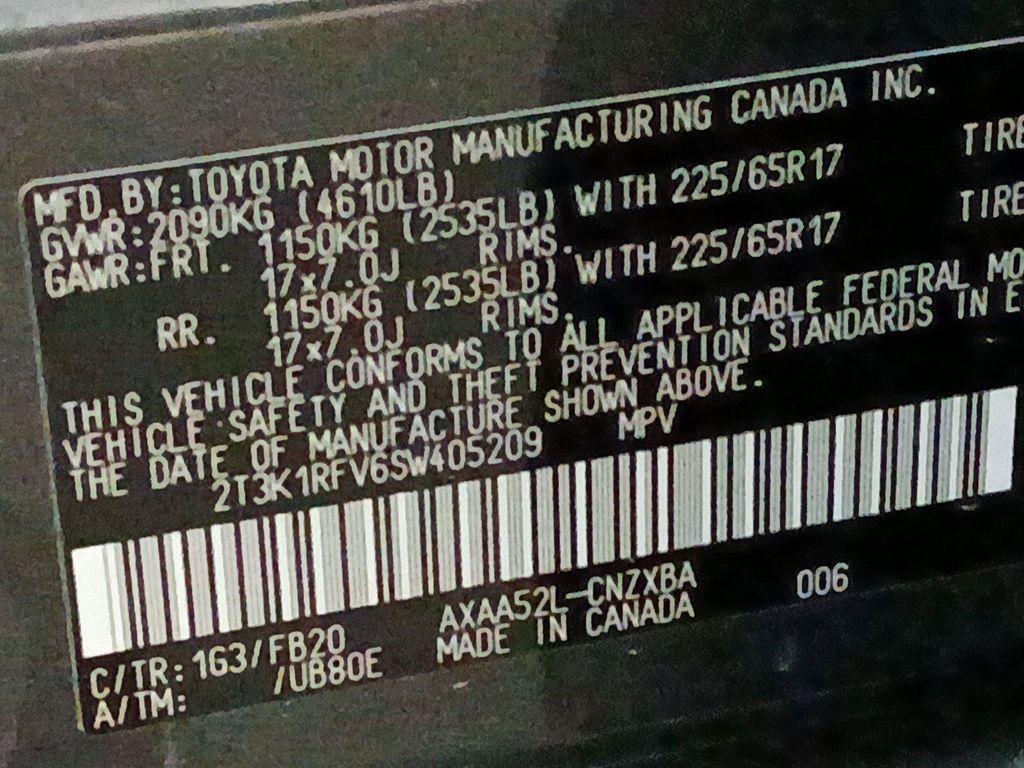 MFD.BY:TOYOTA MOTOR MANUFACTURING CANADA INC.
GVWR:2090KG (4610LB)
GAWR:FRT. 1150KG (2535LB) WITH 225/65R17 TIRE
17x7.0J RIMS.
RR. 1150KG (2535LB) WITH 225/65R17 TIRE
17x7.0J RIMS.
THIS VEHICLE CONFORMS TO ALL APPLICABLE FEDERAL MO
VEHICLE SAFETY AND THEFT PREVENTION STANDARDS IN E
THE DATE OF MANUFACTURE SHOWN ABOVE.
2T3K1RFV6SW405209 MPV
C/TR:1G3/FB20 AXAA52L-CNZXBA 006
A/TM: /UB80E MADE IN CANADA